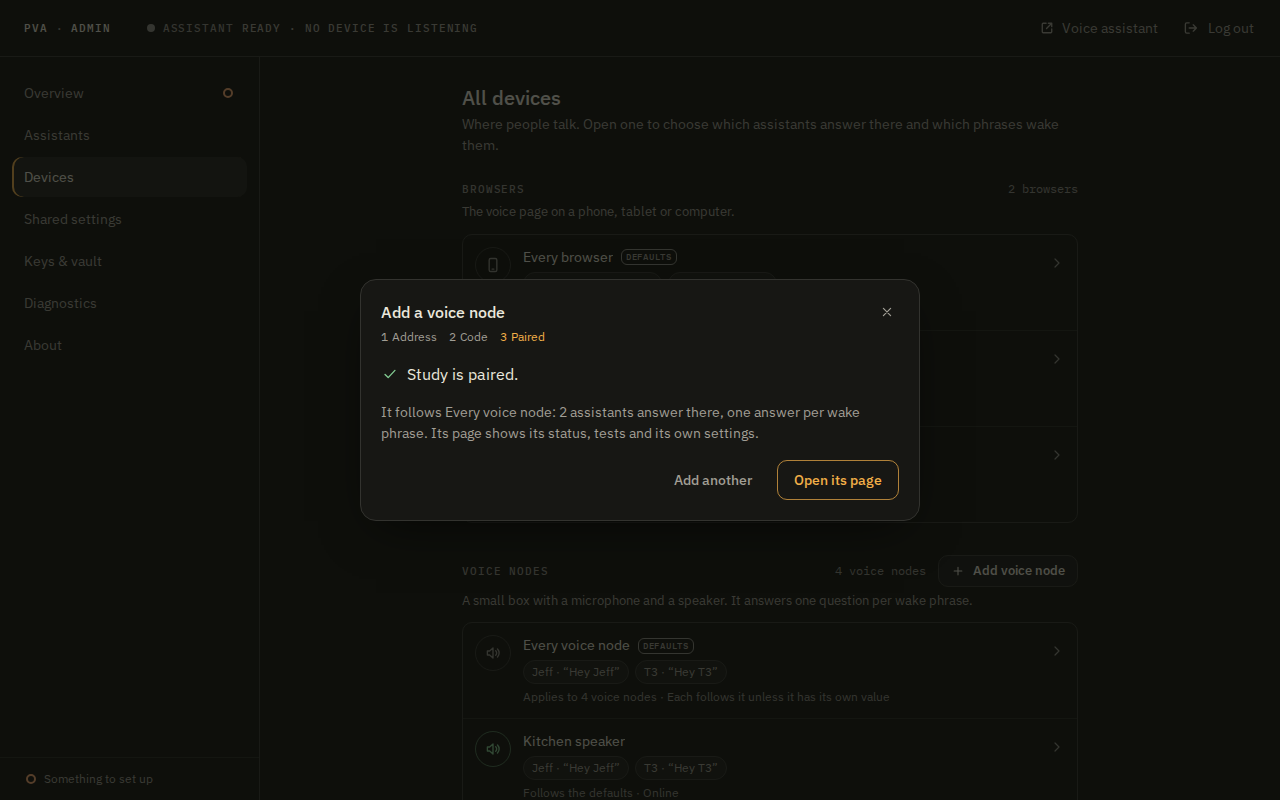 PVA · ADMIN
ASSISTANT READY · NO DEVICE IS LISTENING
Voice assistant
Log out
Overview
Assistants
Devices
Shared settings
Keys & vault
Diagnostics
About
Something to set up
All devices
Where people talk. Open one to choose which assistants answer there and which phrases wake
them.
BROWSERS
2 browsers
The voice page on a phone, tablet or computer.
Every browser DEFAULTS
Add a voice node
1 Address 2 Code 3 Paired
Study is paired.
It follows Every voice node: 2 assistants answer there, one answer per wake
phrase. Its page shows its status, tests and its own settings.
Add another
Open its page
VOICE NODES
4 voice nodes
Add voice node
A small box with a microphone and a speaker. It answers one question per wake phrase.
Every voice node DEFAULTS
Jeff · “Hey Jeff” T3 · “Hey T3”
Applies to 4 voice nodes · Each follows it unless it has its own value
Kitchen speaker
Jeff · “Hey Jeff” T3 · “Hey T3”
Follows the defaults · Online